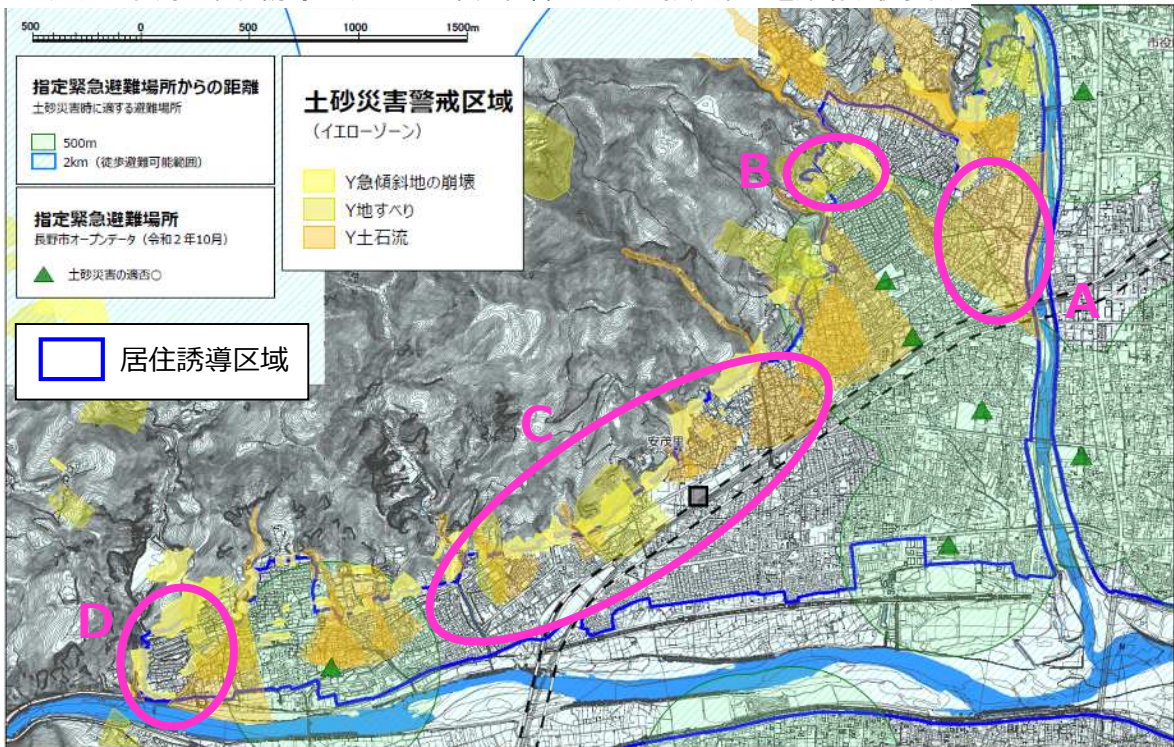 500
0
500
1000
1500m
指定緊急避難場所からの距離
土砂災害時に適する避難場所
500m
2km（徒歩避難可能範囲）
指定緊急避難場所
長野市オープンデータ（令和２年10月）
土砂災害の適否○
居住誘導区域
土砂災害警戒区域
（イエローゾーン）
Y急傾斜地の崩壊
Y地すべり
Y土石流
市役
B
A
C
安茂里
D